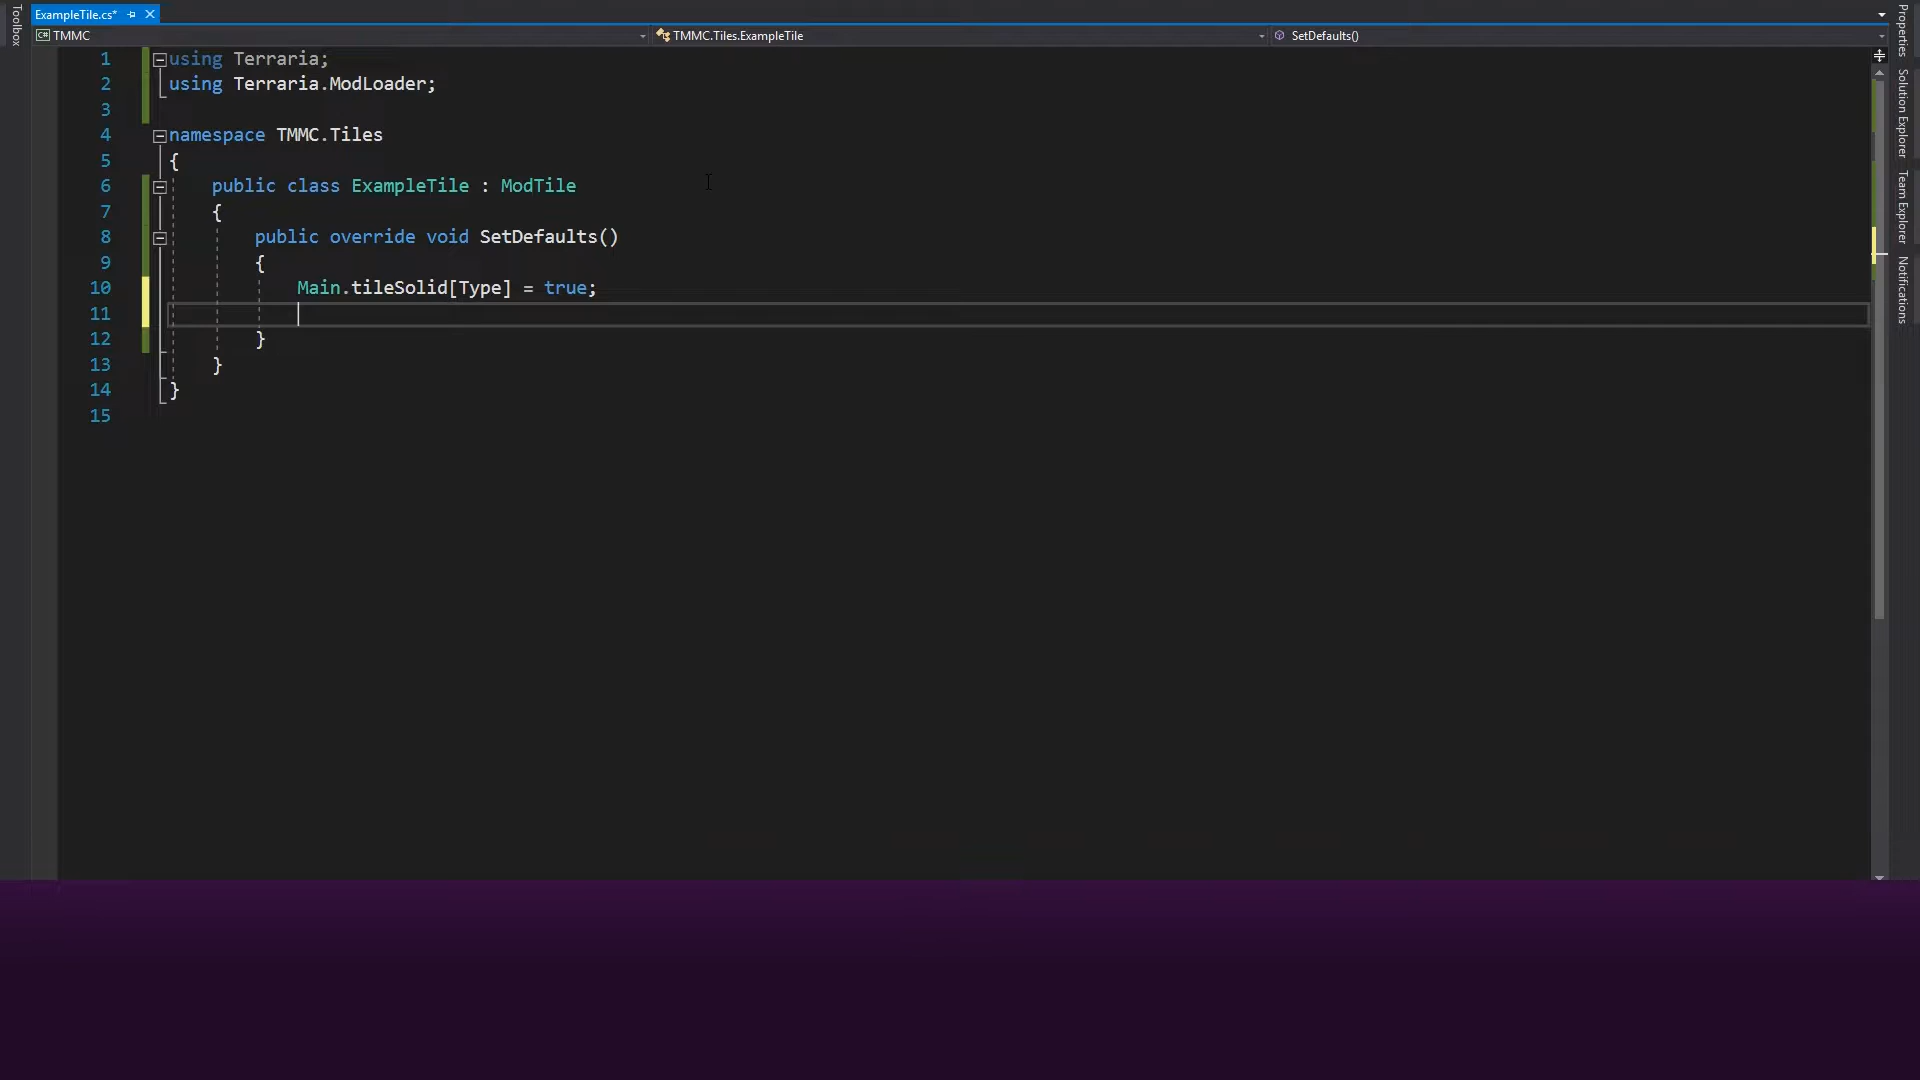 Toolbox
ExampleTile.cs*
C# TMMC
TMMC.Tiles.ExampleTile
SetDefaults()
1 using Terraria;
2 using Terraria.ModLoader;
3
4 namespace TMMC.Tiles
5 {
6 public class ExampleTile : ModTile
7 {
8 public override void SetDefaults()
9 {
10 Main.tileSolid[Type] = true;
11
12 }
13 }
14 }
15
Properties
Solution Explorer
Team Explorer
Notifications